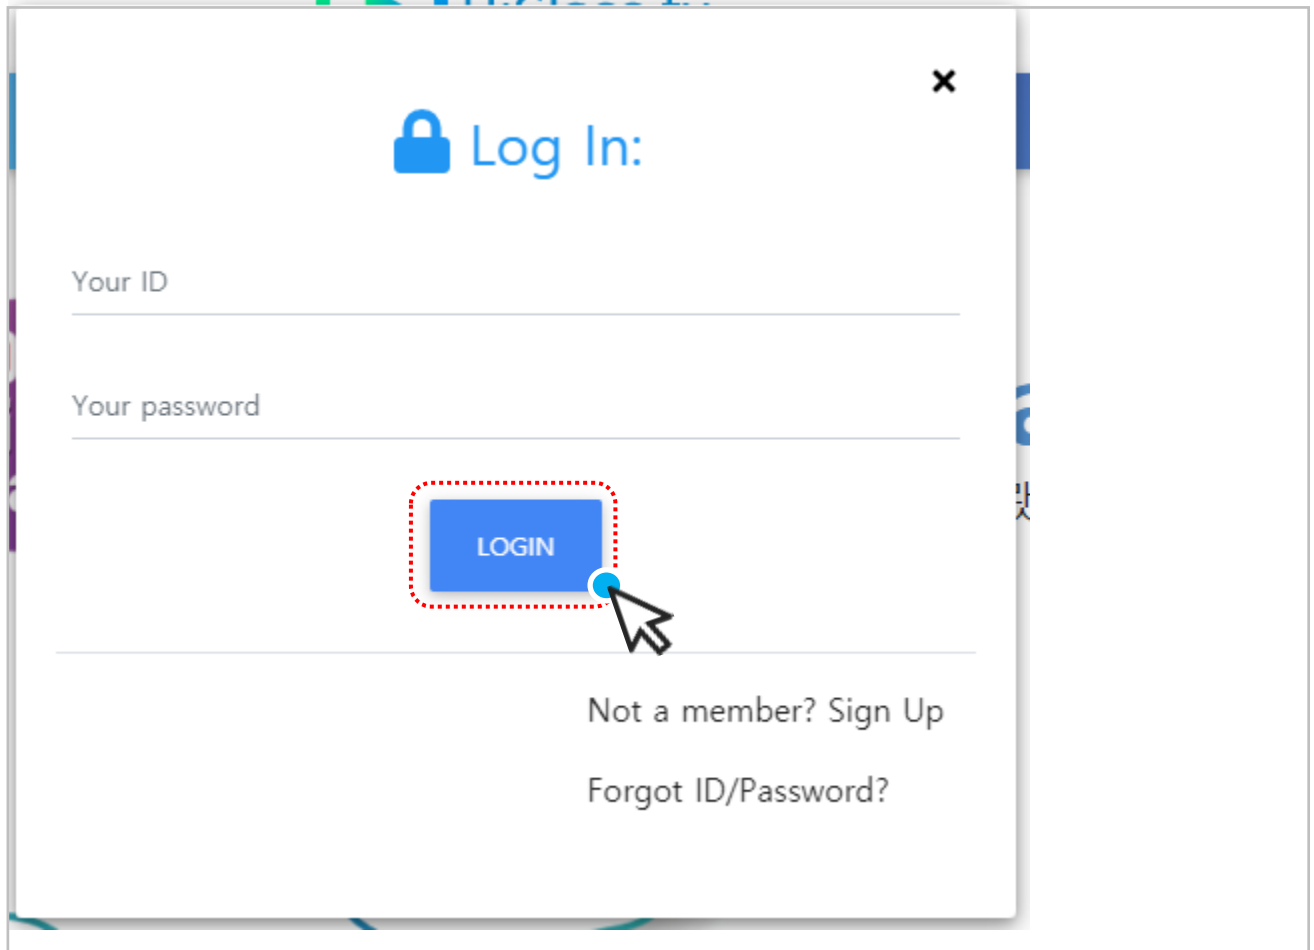 Log In:
Your ID
Your password
LOGIN
Not a member? Sign Up
Forgot ID/Password?